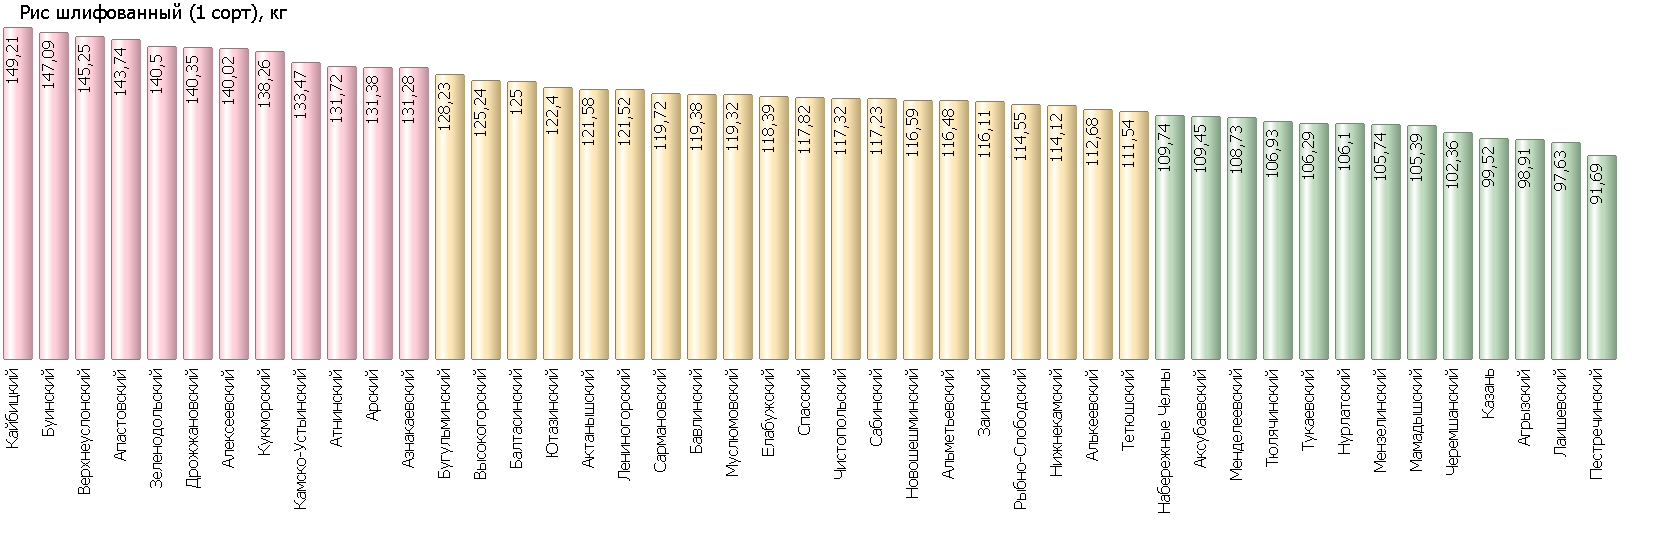 Рис шлифованный (1 сорт), кг
149,21
147,09
145,25
143,74
140,5
140,35
140,02
138,26
133,47
131,72
131,38
131,28
128,23
125,24
125
122,4
121,58
121,52
119,72
119,38
119,32
118,39
117,82
117,32
117,23
116,59
116,48
116,11
114,55
114,12
112,68
111,54
109,74
109,45
108,73
106,93
106,29
106,1
105,74
105,39
102,36
99,52
98,91
97,63
91,69
Кайбицкий
Буинский
Верхнеуслонский
Апастовский
Зеленодольский
Дрожжановский
Алексеевский
Кукморский
Камско-Устьинский
Атнинский
Арский
Азнакаевский
Бугульминский
Высокогорский
Балтасинский
Ютазинский
Актанышский
Лениногорский
Сармановский
Бавлинский
Муслюмовский
Елабужский
Спасский
Чистопольский
Сабинский
Новошешминский
Альметьевский
Заинский
Рыбно-Слободский
Нижнекамский
Алькеевский
Тетюшский
Набережные Челны
Аксубаевский
Менделеевский
Тюлячинский
Тукаевский
Нурлатский
Мензелинский
Мамадышский
Черемшанский
Казань
Агрызский
Лаишевский
Пестречинский